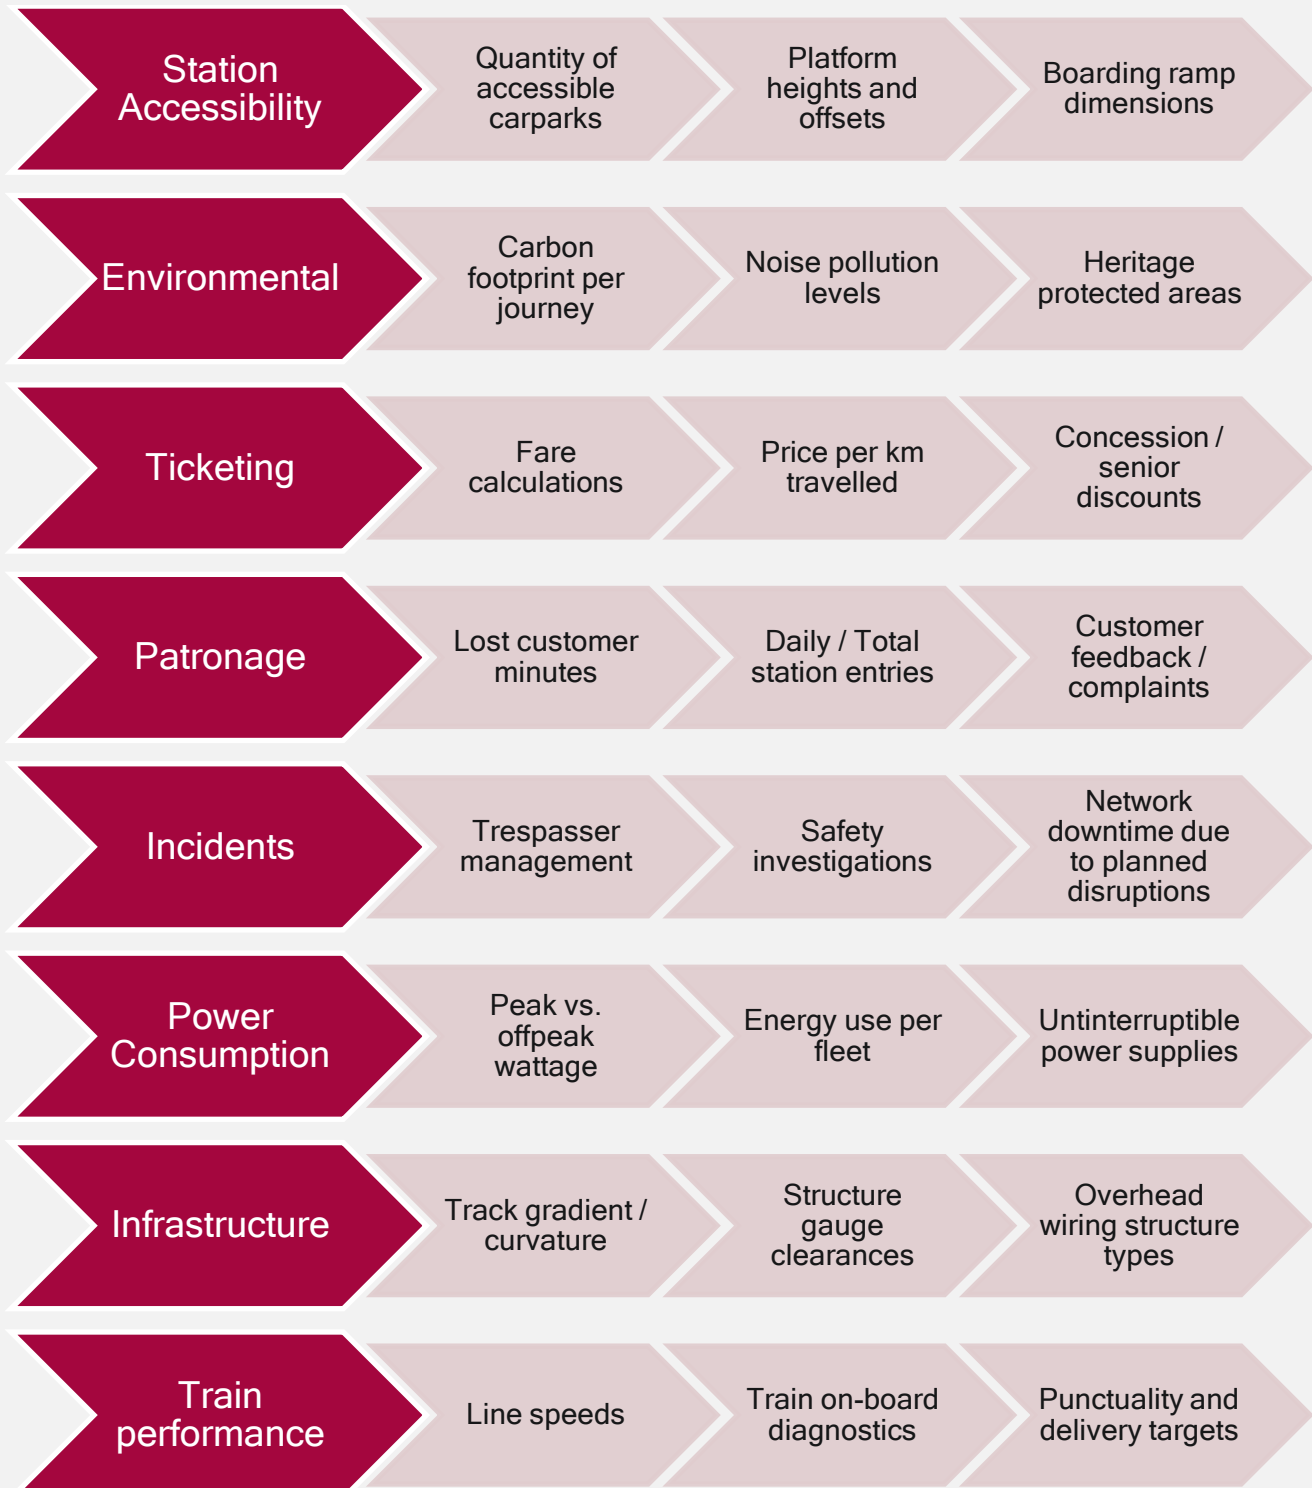 Station
Accessibility
Quantity of
accessible
carparks
Platform
heights and
offsets
Boarding ramp
dimensions
Environmental
Carbon
footprint per
journey
Noise pollution
levels
Heritage
protected areas
Ticketing
Fare
calculations
Price per km
travelled
Concession /
senior
discounts
Patronage
Lost customer
minutes
Daily / Total
station entries
Customer
feedback /
complaints
Incidents
Trespasser
management
Safety
investigations
Network
downtime due
to planned
disruptions
Power
Consumption
Peak vs.
offpeak
wattage
Energy use per
fleet
Untinterruptible
power supplies
Infrastructure
Track gradient /
curvature
Structure
gauge
clearances
Overhead
wiring structure
types
Train
performance
Line speeds
Train on-board
diagnostics
Punctuality and
delivery targets